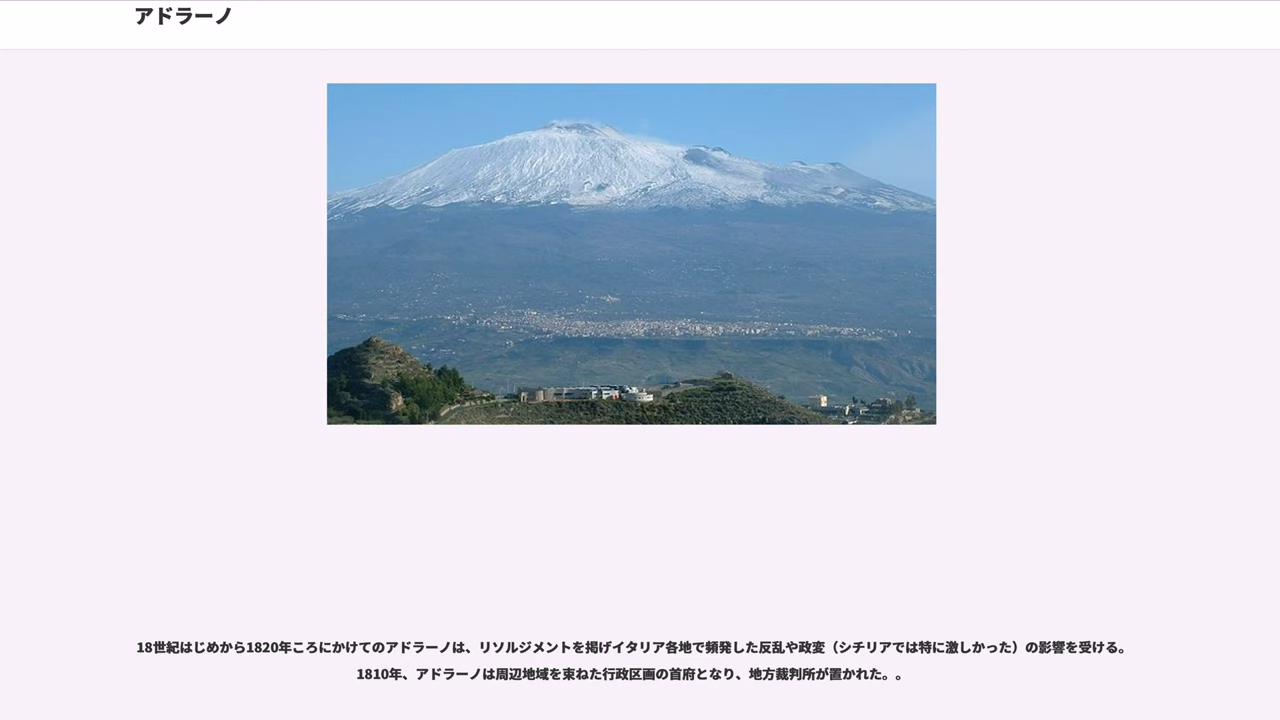 アドラーノ
18世紀はじめから1820年ころにかけてのアドラーノは、リソルジメントを掲げイタリア各地で頻発した反乱や政変（シチリアでは特に激しかった）の影響を受ける。
1810年、アドラーノは周辺地域を束ねた行政区画の首府となり、地方裁判所が置かれた。。